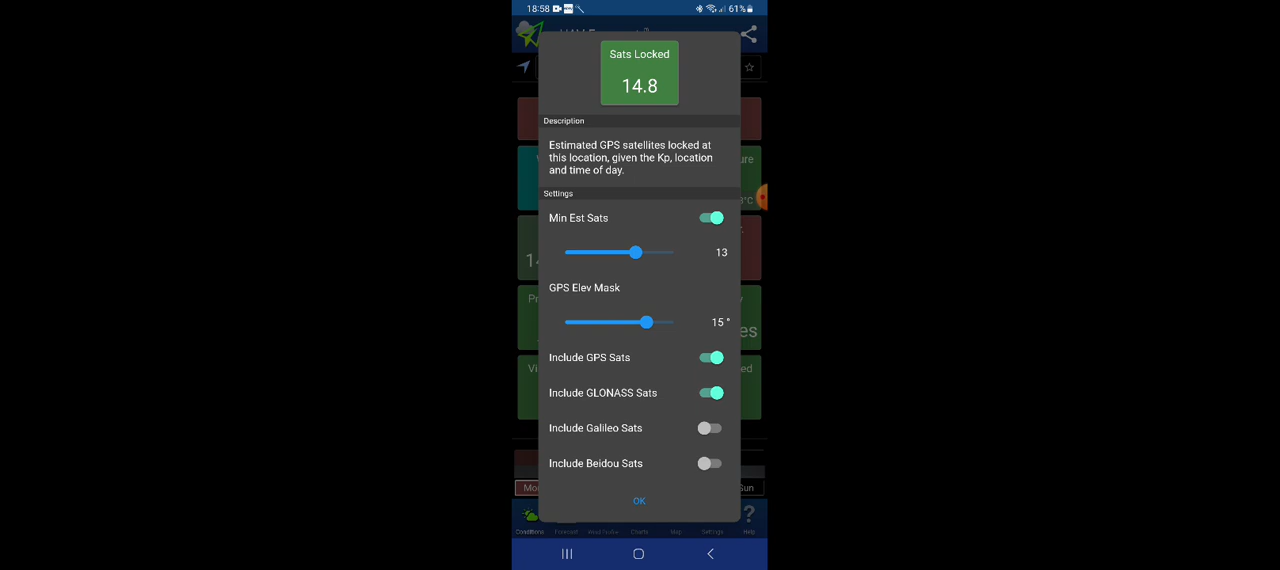 18:58
61%
Sats Locked
14.8
Description
Estimated GPS satellites locked at
this location, given the Kp, location
and time of day.
Settings
Min Est Sats
13
GPS Elev Mask
15 °
Include GPS Sats
Include GLONASS Sats
Include Galileo Sats
Include Beidou Sats
OK
Sun
Conditions
Forecast
Charts
Map
Settings
Help